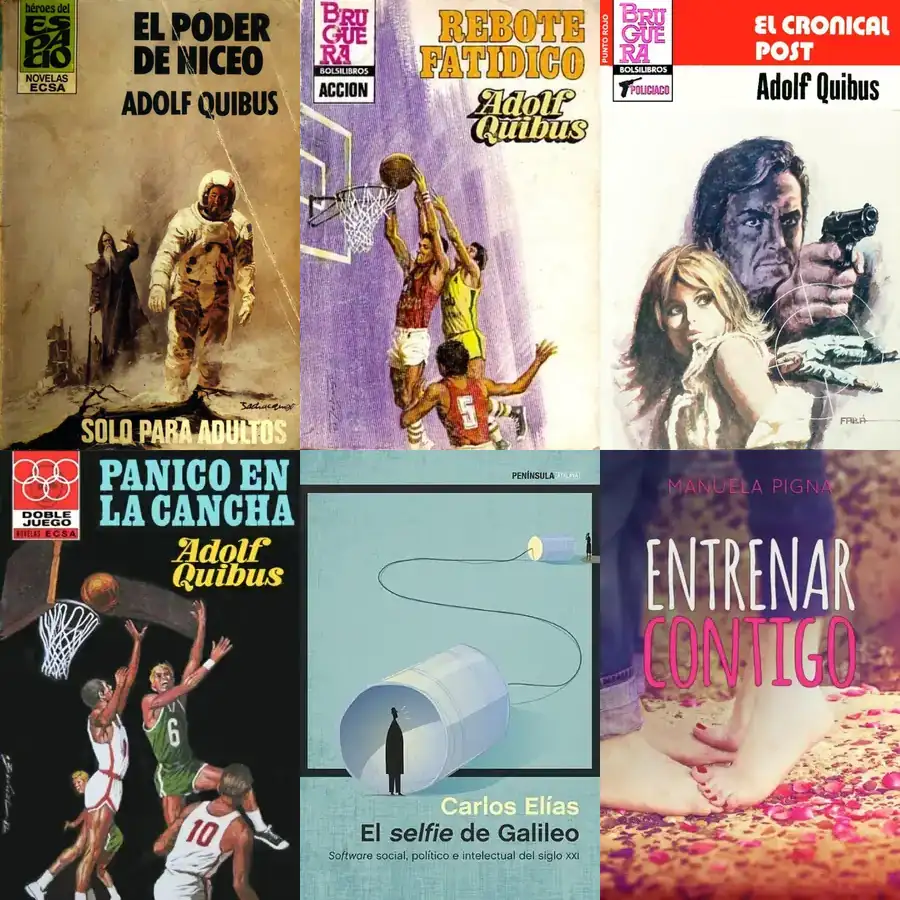 héroes del
ESPACIO
NOVELAS
ECSA
EL PODER
DE NICEO
ADOLF QUIBUS
SOLO PARA ADULTOS
BRUGUERA
BOLSILIBROS
ACCION
REBOTE
FATIDICO
Adolf
Quibus
5
PUNTO ROJO
BRUGUERA
BOLSILIBROS
POLICIACO
EL CRONICAL
POST
Adolf Quibus
FABÁ
DOBLE
JUEGO
NOVELAS ECSA
PANICO EN
LA CANCHA
Adolf
Quibus
6
10
PENÍNSULA
Carlos Elías
El selfie de Galileo
Software social, político e intelectual del siglo XXI
MANUELA PIGNA
ENTRENAR
CONTIGO